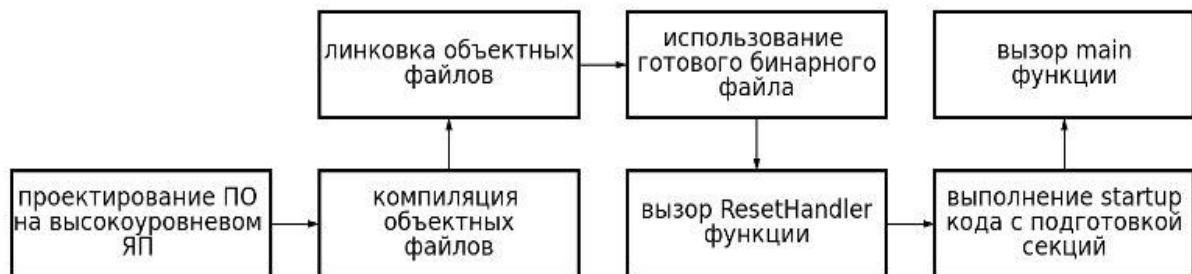 проектирование ПО
на высокоуровневом
ЯП
компиляция
объектных
файлов
линковка объектных
файлов
использование
готового бинарного
файла
вызор ResetHandler
функции
выполнение startup
кода с подготовкой
секций
вызор main
функции